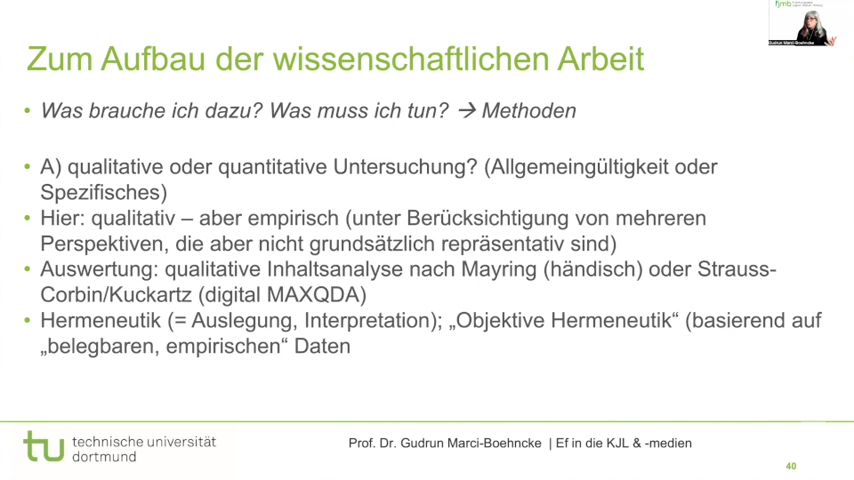 Zum Aufbau der wissenschaftlichen Arbeit
• Was brauche ich dazu? Was muss ich tun? → Methoden
• A) qualitative oder quantitative Untersuchung? (Allgemeingültigkeit oder
Spezifisches)
• Hier: qualitativ – aber empirisch (unter Berücksichtigung von mehreren
Perspektiven, die aber nicht grundsätzlich repräsentativ sind)
• Auswertung: qualitative Inhaltsanalyse nach Mayring (händisch) oder Strauss-
Corbin/Kuckartz (digital MAXQDA)
• Hermeneutik (= Auslegung, Interpretation); „Objektive Hermeneutik“ (basierend auf
„belegbaren, empirischen“ Daten
tu technische universität
dortmund
Prof. Dr. Gudrun Marci-Boehncke | Ef in die KJL & -medien
40
fjmb
Gudrun Marci-Boehncke